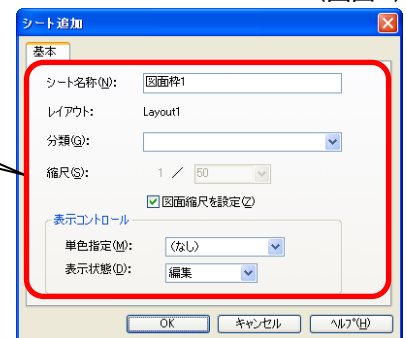 シート追加
基本
シート名称(N): 図面枠1
レイアウト: Layout1
分類(G):
縮尺(S): 1 / 50
図面縮尺を設定(Z)
表示コントロール
単色指定(M): (なし)
表示状態(D): 編集
OK キャンセル ヘルプ(H)